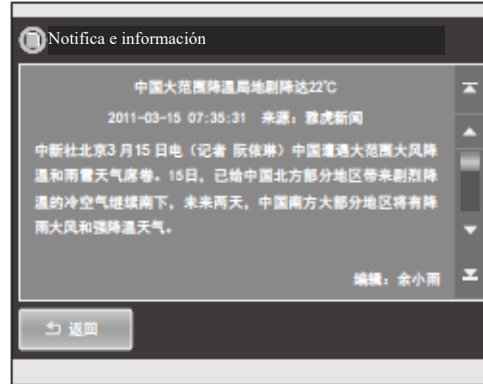 Notifica e información
中国大范围降温局地剧降达22℃
2011-03-15 07:35:31 来源：雅虎新闻
中新社北京3月15日电（记者 阮依琳）中国遭遇大范围大风降
温和雨雪天气席卷。15日，已给中国北方部分地区带来剧烈降
温的冷空气继续南下，未来两天，中国南方大部分地区将有降
雨大风和强降温天气。
编辑：余小雨
返回